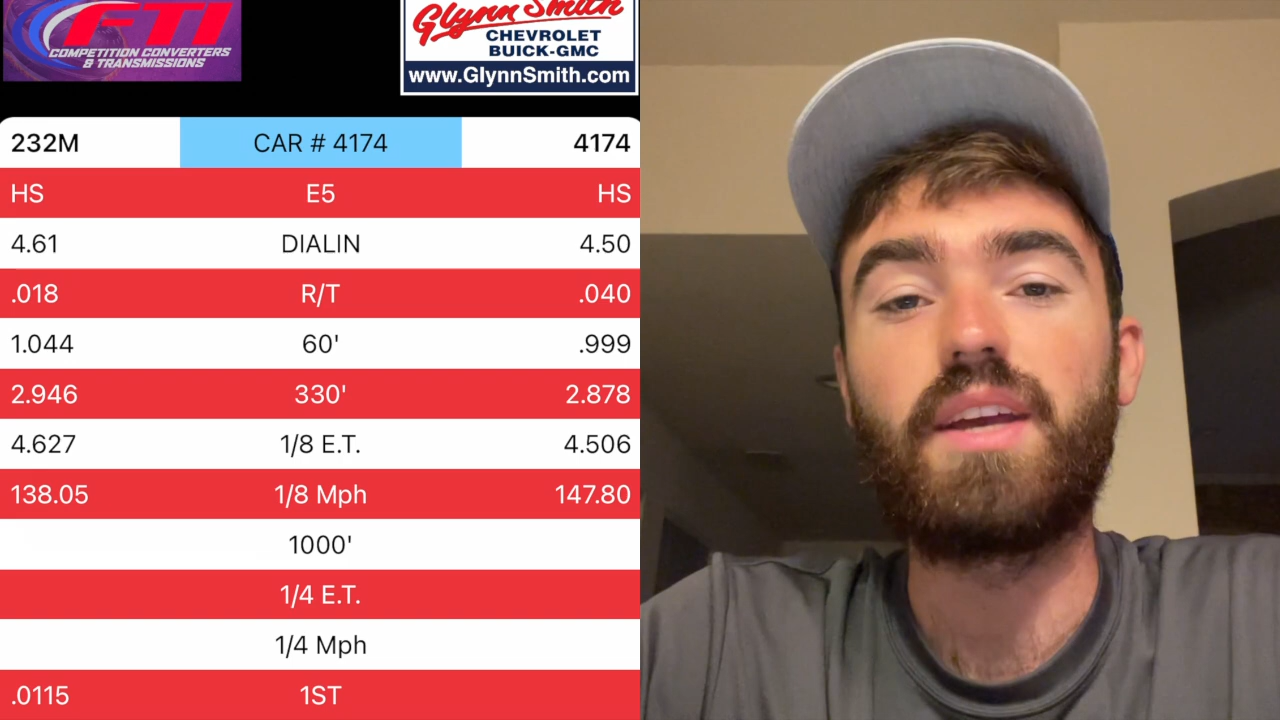 FTI
COMPETITION CONVERTERS
& TRANSMISSIONS
Glynn Smith
CHEVROLET
BUICK-GMC
www.GlynnSmith.com
232M CAR # 4174 4174
HS E5 HS
4.61 DIALIN 4.50
.018 R/T .040
1.044 60' .999
2.946 330' 2.878
4.627 1/8 E.T. 4.506
138.05 1/8 Mph 147.80
1000'
1/4 E.T.
1/4 Mph
.0115 1ST